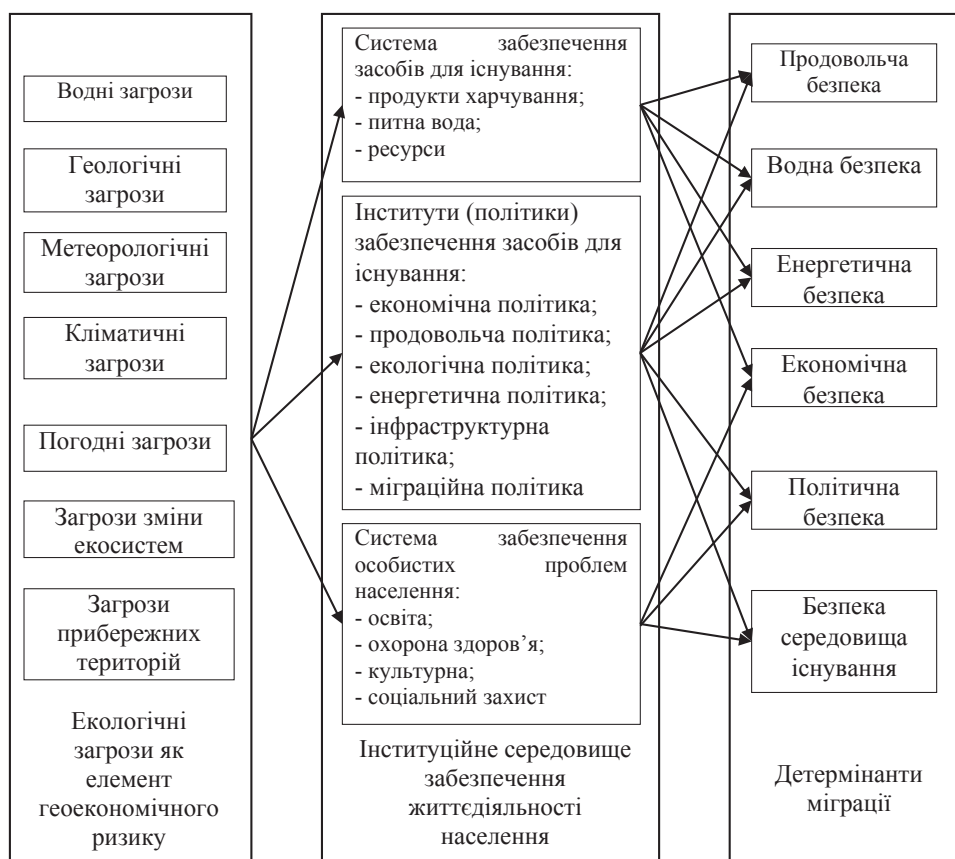 Водні загрози
Геологічні
загрози
Метеорологічні
загрози
Кліматичні
загрози
Погодні загрози
Загрози зміни
екосистем
Загрози
прибережних
територій
Екологічні
загрози як
елемент
геоекономічного
ризику
Система забезпечення
засобів для існування:
- продукти харчування;
- питна вода;
- ресурси
Інститути (політики)
забезпечення засобів для
існування:
- економічна політика;
- продовольча політика;
- екологічна політика;
- енергетична політика;
- інфраструктурна
політика;
- міграційна політика
Система забезпечення
особистих проблем
населення:
- освіта;
- охорона здоров’я;
- культурна;
- соціальний захист
Інституційне середовище
забезпечення
життєдіяльності
населення
Продовольча
безпека
Водна безпека
Енергетична
безпека
Економічна
безпека
Політична
безпека
Безпека
середовища
існування
Детермінанти
міграції